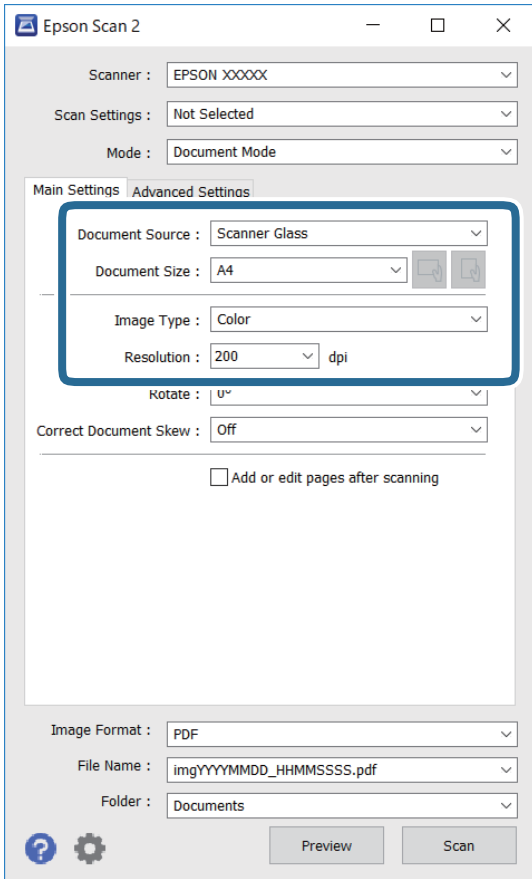 Epson Scan 2
Scanner : EPSON XXXXX
Scan Settings : Not Selected
Mode : Document Mode
Main Settings Advanced Settings
Document Source : Scanner Glass
Document Size : A4
Image Type : Color
Resolution : 200 dpi
Rotate : 0°
Correct Document Skew : Off
Add or edit pages after scanning
Image Format : PDF
File Name : imgYYYYMMDD_HHMMSSSS.pdf
Folder : Documents
? Preview Scan